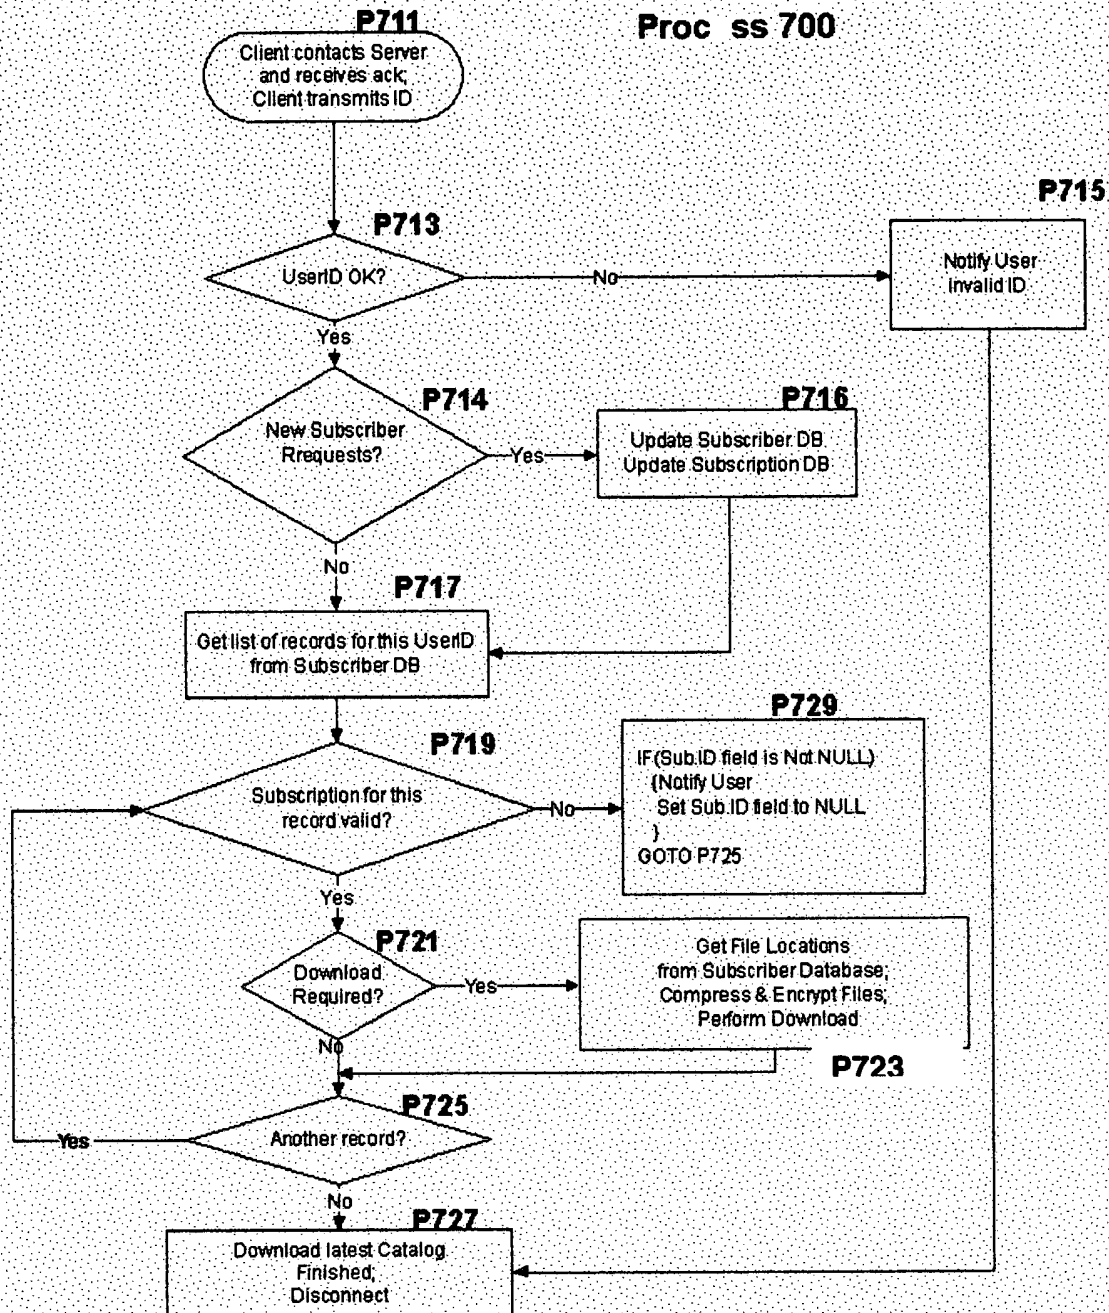 Proc ss 700
P711
Client contacts Server
and receives ack;
Client transmits ID
P713
UserID OK?
No
P715
Notify User
Invalid ID
Yes
P714
New Subscriber
Rrequests?
Yes
P716
Update Subscriber DB
Update Subscription DB
No
P717
Get list of records for this UserID
from Subscriber DB
P719
Subscription for this
record valid?
No
P729
IF(Sub.ID field is Not NULL)
{Notify User
Set Sub.ID field to NULL
}
GOTO P725
Yes
P721
Download
Required?
Yes
Get File Locations
from Subscriber Database;
Compress & Encrypt Files;
Perform Download
P723
No
P725
Another record?
Yes
No
P727
Download latest Catalog
Finished;
Disconnect